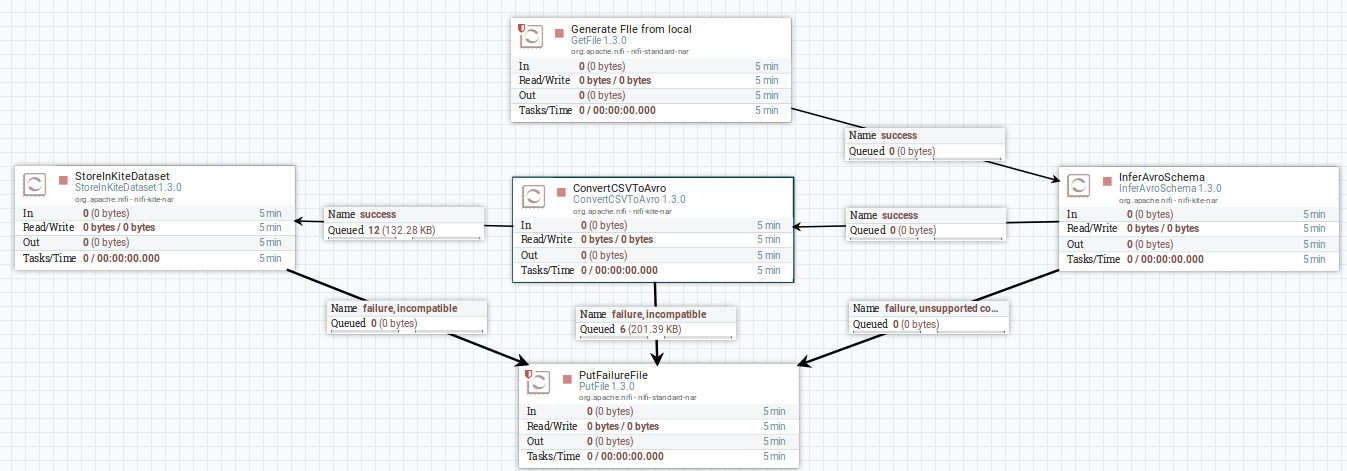 Generate FIle from local
GetFile 1.3.0
org.apache.nifi - nifi-standard-nar
In 0 (0 bytes) 5 min
Read/Write 0 bytes / 0 bytes 5 min
Out 0 (0 bytes) 5 min
Tasks/Time 0 / 00:00:00.000 5 min
Name success
Queued 0 (0 bytes)
StoreInKiteDataset
StoreInKiteDataset 1.3.0
org.apache.nifi - nifi-kite-nar
In 0 (0 bytes) 5 min
Read/Write 0 bytes / 0 bytes 5 min
Out 0 (0 bytes) 5 min
Tasks/Time 0 / 00:00:00.000 5 min
Name success
Queued 12 (132.28 KB)
ConvertCSVToAvro
ConvertCSVToAvro 1.3.0
org.apache.nifi - nifi-kite-nar
In 0 (0 bytes) 5 min
Read/Write 0 bytes / 0 bytes 5 min
Out 0 (0 bytes) 5 min
Tasks/Time 0 / 00:00:00.000 5 min
Name success
Queued 0 (0 bytes)
InferAvroSchema
InferAvroSchema 1.3.0
org.apache.nifi - nifi-kite-nar
In 0 (0 bytes) 5 min
Read/Write 0 bytes / 0 bytes 5 min
Out 0 (0 bytes) 5 min
Tasks/Time 0 / 00:00:00.000 5 min
Name failure, incompatible
Queued 0 (0 bytes)
Name failure, incompatible
Queued 6 (201.39 KB)
Name failure, unsupported co...
Queued 0 (0 bytes)
PutFailureFile
PutFile 1.3.0
org.apache.nifi - nifi-standard-nar
In 0 (0 bytes) 5 min
Read/Write 0 bytes / 0 bytes 5 min
Out 0 (0 bytes) 5 min
Tasks/Time 0 / 00:00:00.000 5 min